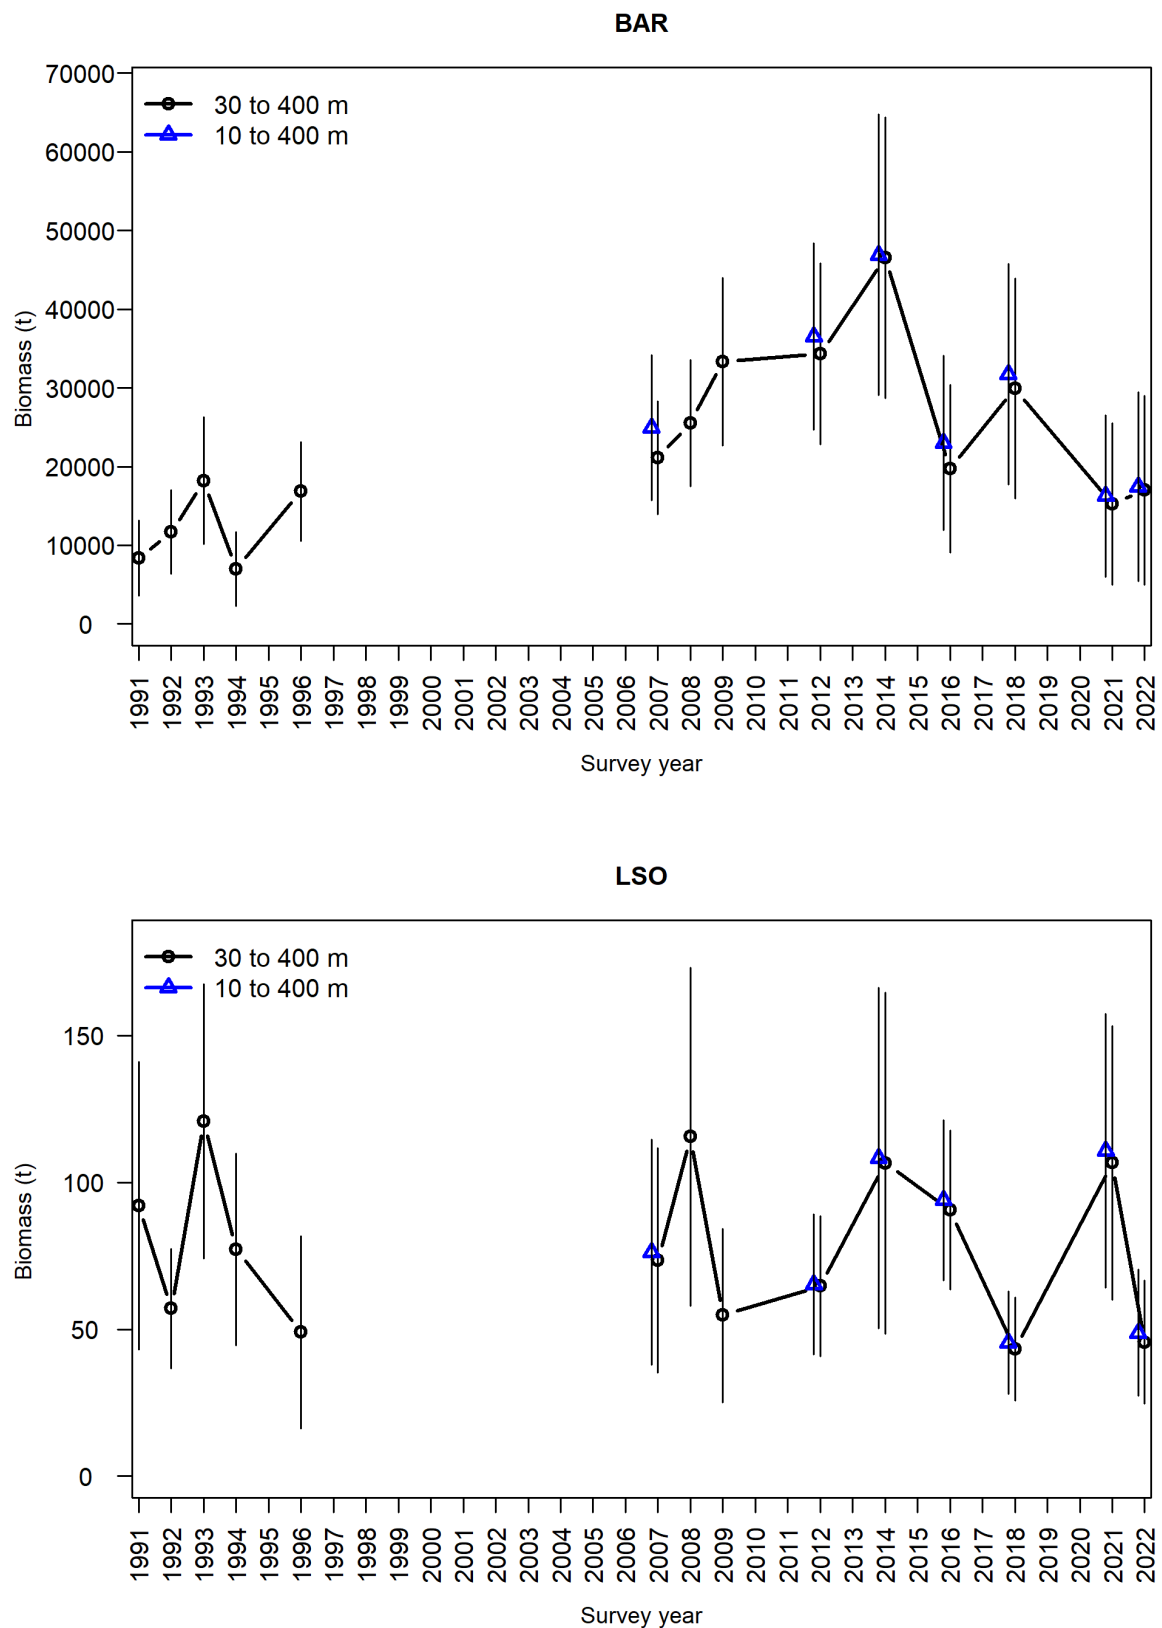 BAR
70000
60000
50000
40000
30000
20000
10000
0
30 to 400 m
10 to 400 m
Biomass (t)
1991 1992 1993 1994 1995 1996 1997 1998 1999 2000 2001 2002 2003 2004 2005 2006 2007 2008 2009 2010 2011 2012 2013 2014 2015 2016 2017 2018 2019 2020 2021 2022
Survey year
LSO
30 to 400 m
10 to 400 m
150
100
50
0
Biomass (t)
1991 1992 1993 1994 1995 1996 1997 1998 1999 2000 2001 2002 2003 2004 2005 2006 2007 2008 2009 2010 2011 2012 2013 2014 2015 2016 2017 2018 2019 2020 2021 2022
Survey year